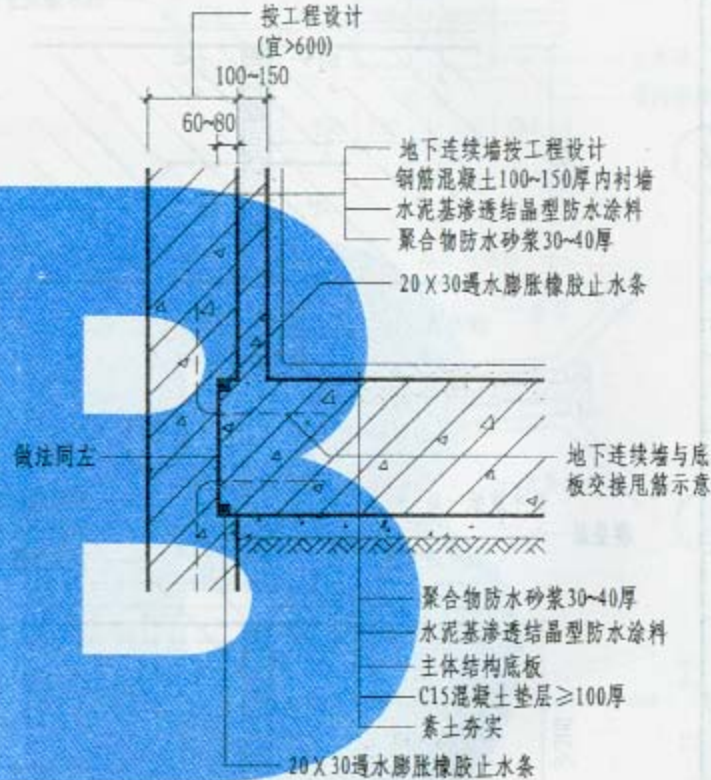 按工程设计
(宜>600)
100~150
60~80
地下连续墙按工程设计
钢筋混凝土100~150厚内衬墙
水泥基渗透结晶型防水涂料
聚合物防水砂浆30~40厚
20X30遇水膨胀橡胶止水条
做法同左
地下连续墙与底
板交接甩筋示意
聚合物防水砂浆30~40厚
水泥基渗透结晶型防水涂料
主体结构底板
C15混凝土垫层≥100厚
素土夯实
20X30遇水膨胀橡胶止水条
B